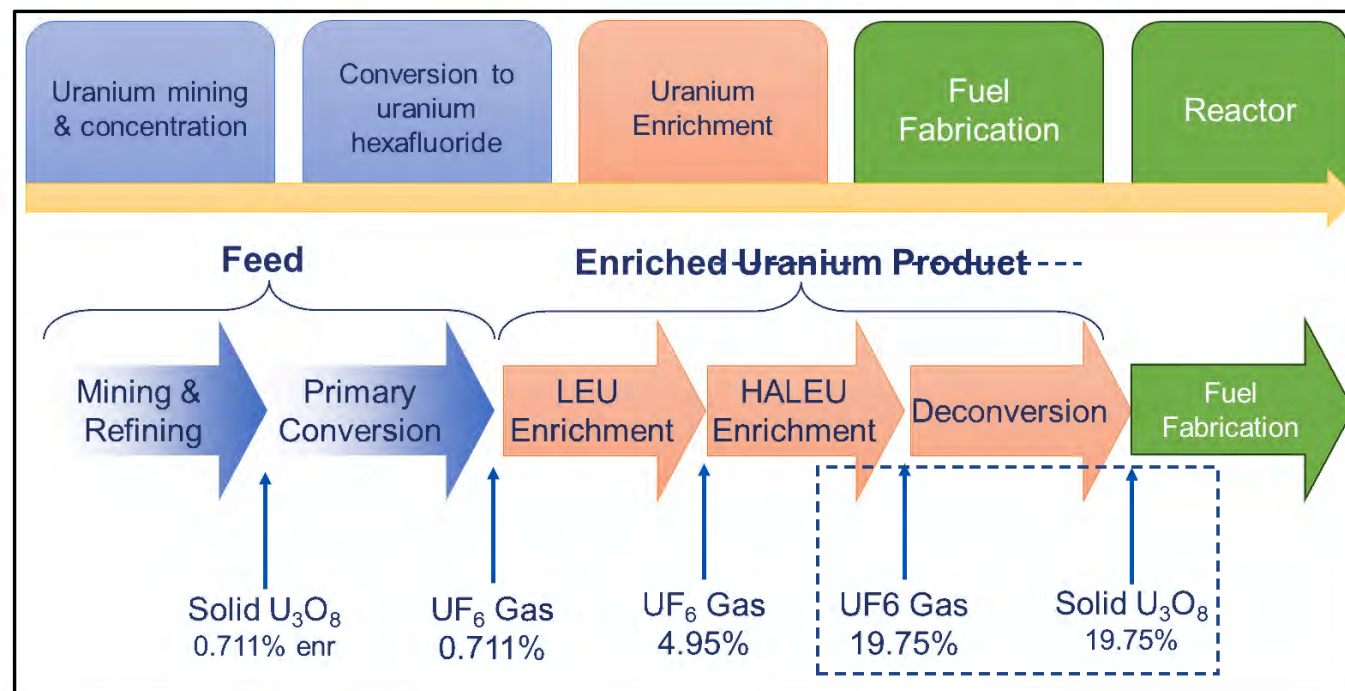 Uranium mining
& concentration
Conversion to
uranium
hexafluoride
Uranium
Enrichment
Fuel
Fabrication
Reactor
Feed
Enriched Uranium Product
Mining &
Refining
Primary
Conversion
LEU
Enrichment
HALEU
Enrichment
Deconversion
Fuel
Fabrication
Solid U₃O₈
0.711% enr
UF₆ Gas
0.711%
UF₆ Gas
4.95%
UF6 Gas
19.75%
Solid U₃O₈
19.75%